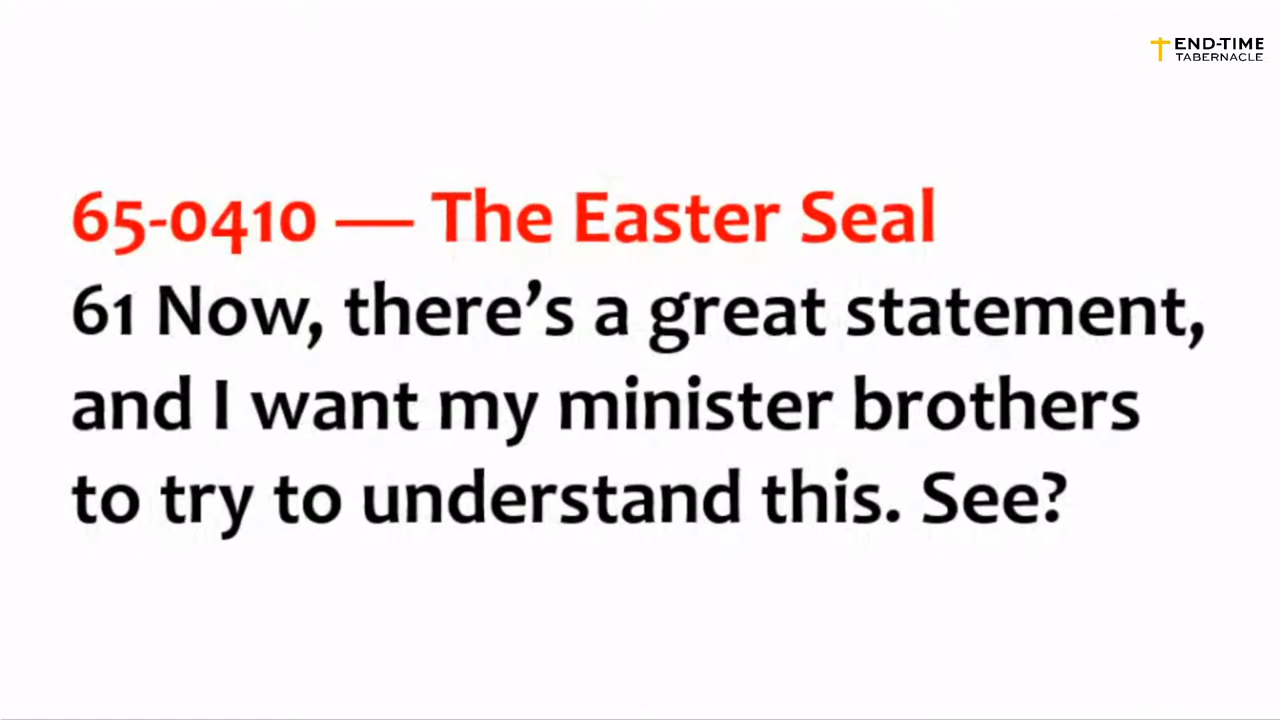 END-TIME
TABERNACLE
65-0410 — The Easter Seal
61 Now, there’s a great statement,
and I want my minister brothers
to try to understand this. See?